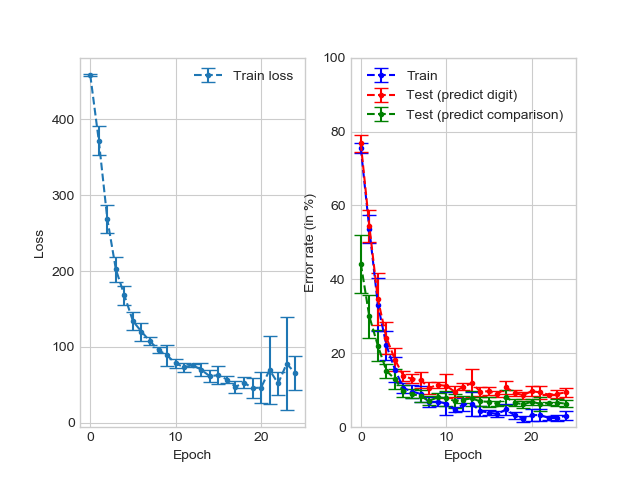 Train loss
400
300
200
100
0
0
10
20
Loss
Epoch
Train
Test (predict digit)
Test (predict comparison)
100
80
60
40
20
0
0
10
20
Error rate (in %)
Epoch